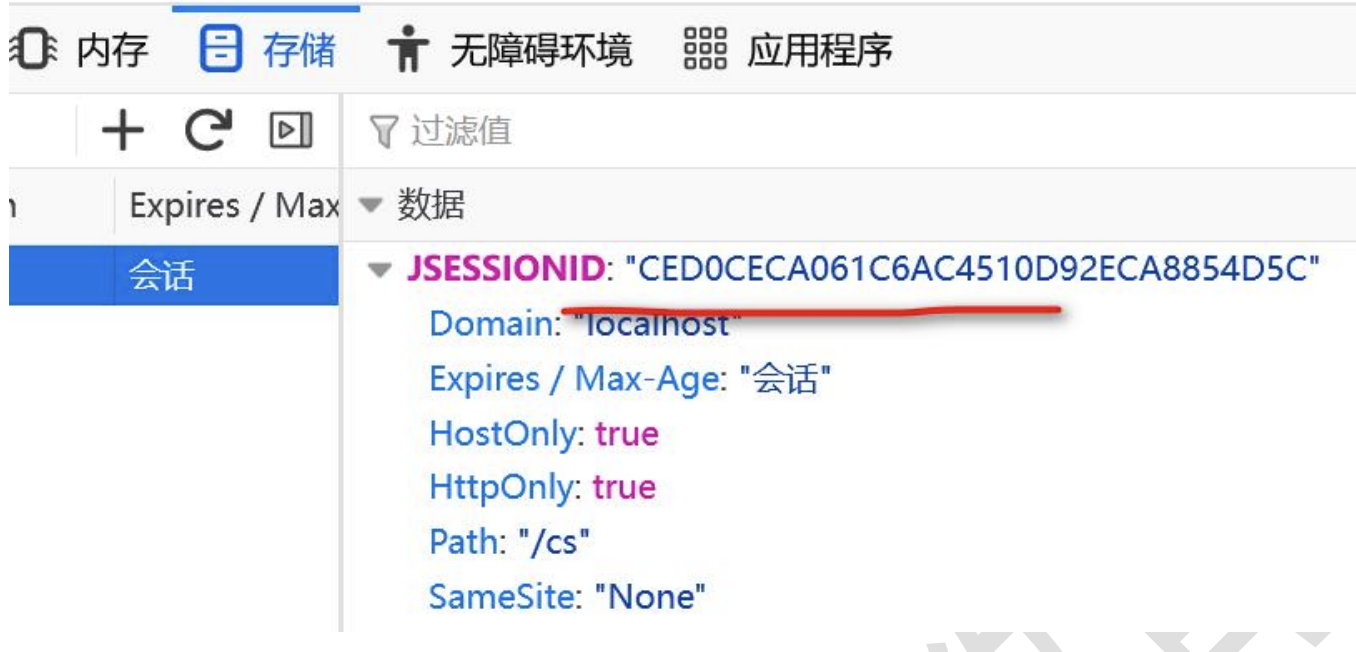 内存 存储 无障碍环境 应用程序
过滤值
Expires / Max 数据
会话 JSESSIONID: "CED0CECA061C6AC4510D92ECA8854D5C"
Domain: "localhost"
Expires / Max-Age: "会话"
HostOnly: true
HttpOnly: true
Path: "/cs"
SameSite: "None"